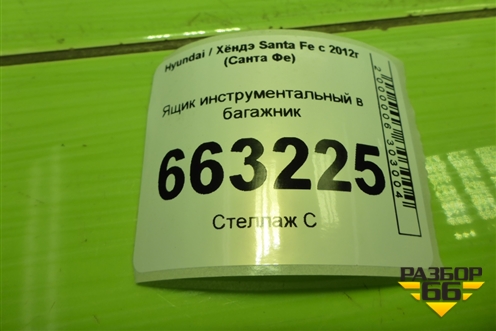 Hyundai / Хёндэ Santa Fe с 2012г
(Санта Фе)
Ящик инструментальный в
багажник
663225
Стеллаж С
2000006303004
РАЗБОР
66